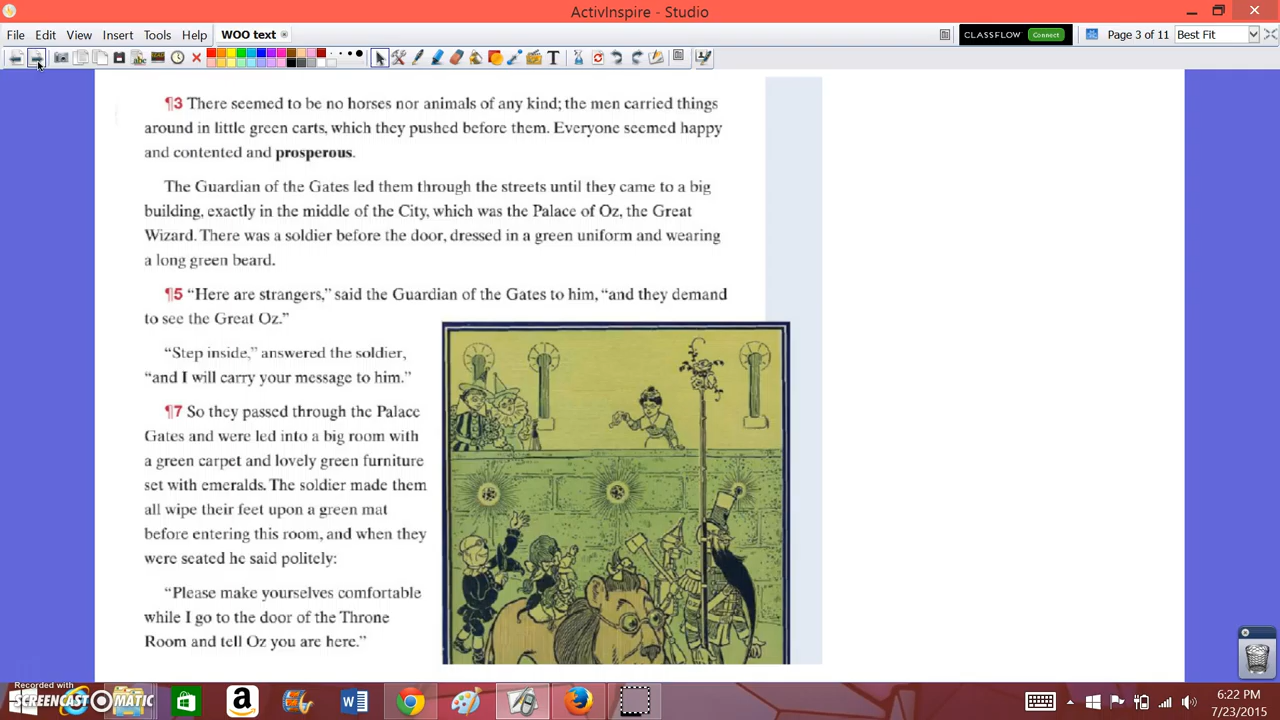 ActivInspire - Studio
File Edit View Insert Tools Help WOO text CLASSFLOW Connect Page 3 of 11 Best Fit
¶3 There seemed to be no horses nor animals of any kind; the men carried things
around in little green carts, which they pushed before them. Everyone seemed happy
and contented and prosperous.
The Guardian of the Gates led them through the streets until they came to a big
building, exactly in the middle of the City, which was the Palace of Oz, the Great
Wizard. There was a soldier before the door, dressed in a green uniform and wearing
a long green beard.
¶5 “Here are strangers,” said the Guardian of the Gates to him, “and they demand
to see the Great Oz.”
“Step inside,” answered the soldier,
“and I will carry your message to him.”
¶7 So they passed through the Palace
Gates and were led into a big room with
a green carpet and lovely green furniture
set with emeralds. The soldier made them
all wipe their feet upon a green mat
before entering this room, and when they
were seated he said politely:
“Please make yourselves comfortable
while I go to the door of the Throne
Room and tell Oz you are here.”
Recorded with
SCREENCAST MATIC
6:22 PM
7/23/2015